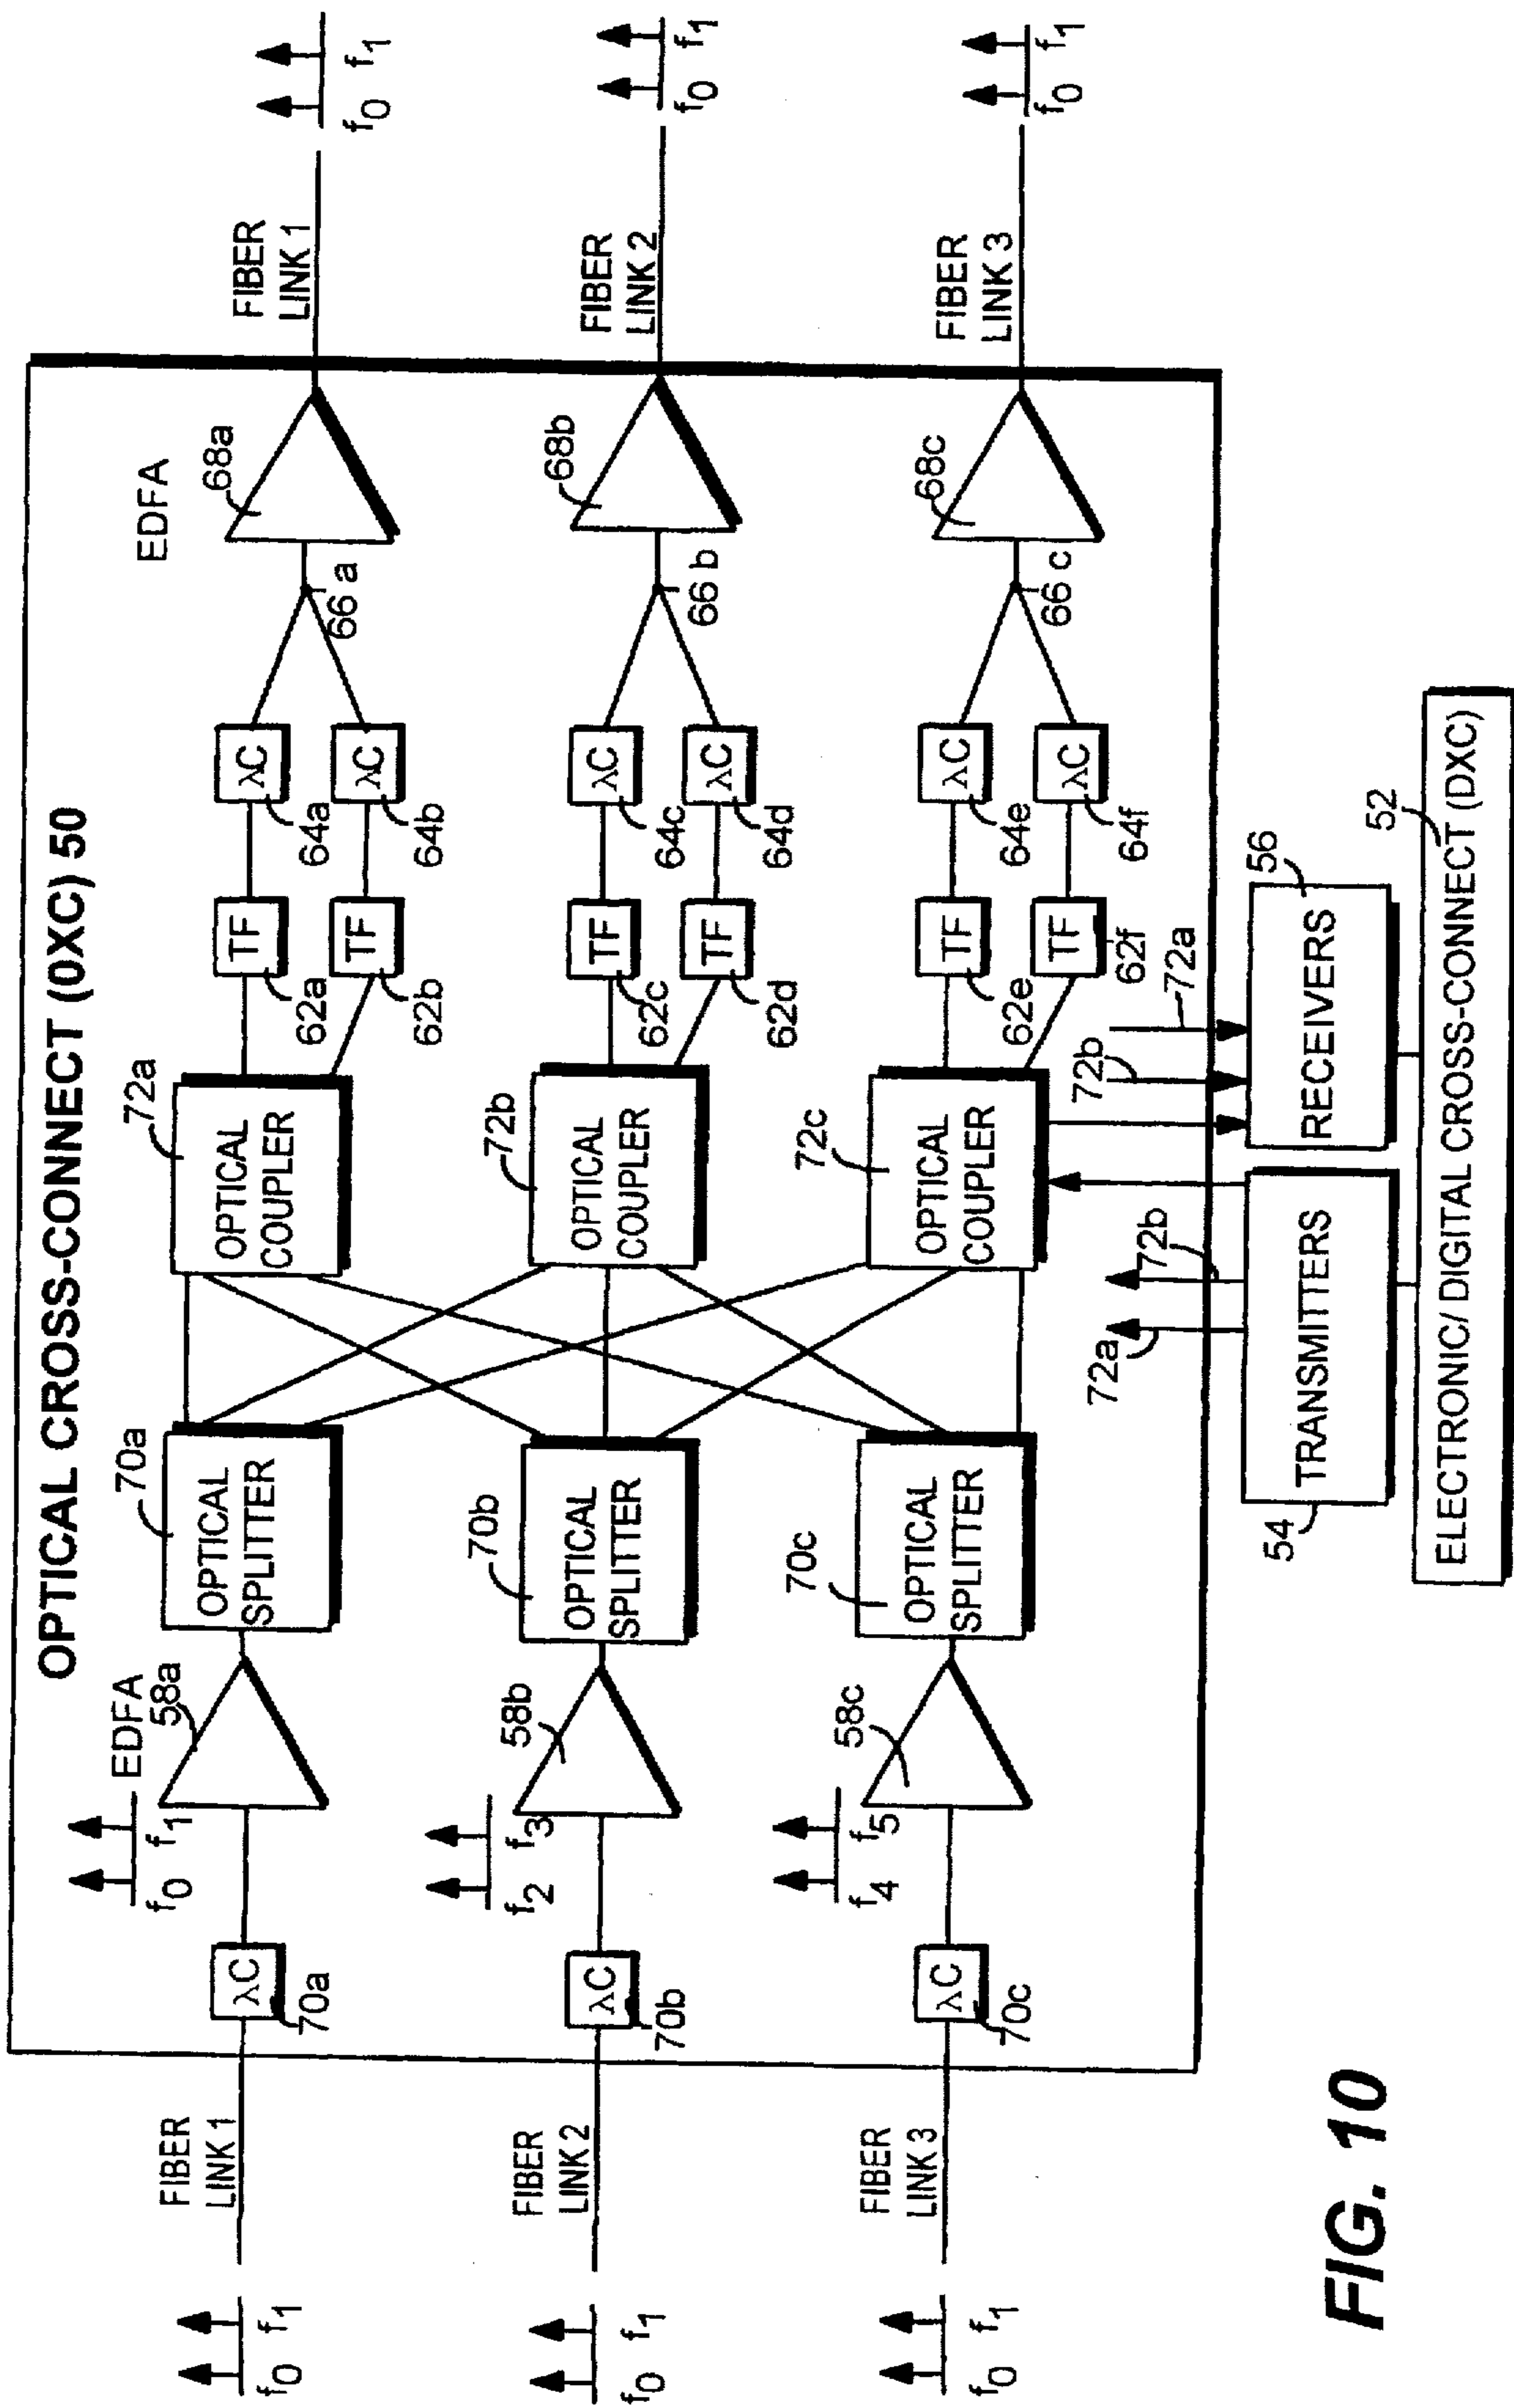 OPTICAL CROSS-CONNECT (0XC) 50
f0 f1
FIBER
LINK 1
λC
70a
f0 f1
EDFA
58a
OPTICAL
SPLITTER
70a
OPTICAL
COUPLER
72a
TF
62a
λC
64a
TF
62b
λC
64b
66 a
EDFA
68a
FIBER
LINK 1
f0 f1
f0 f1
FIBER
LINK 2
λC
70b
f2 f3
58b
OPTICAL
SPLITTER
70b
OPTICAL
COUPLER
72b
TF
62c
λC
64c
TF
62d
λC
64d
66 b
68b
FIBER
LINK 2
f0 f1
f0 f1
FIBER
LINK 3
λC
70c
f4 f5
58c
OPTICAL
SPLITTER
70c
OPTICAL
COUPLER
72c
TF
62e
λC
64e
TF
62f
λC
64f
66 c
68c
FIBER
LINK 3
f0 f1
72a
72b
72b
72a
54
TRANSMITTERS
RECEIVERS
56
ELECTRONIC/ DIGITAL CROSS-CONNECT (DXC)
52
FIG. 10